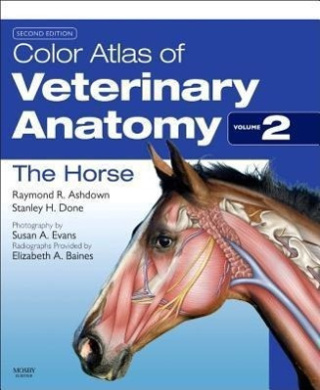 SECOND EDITION
Color Atlas of
Veterinary
Anatomy
VOLUME 2
The Horse
Raymond R. Ashdown
Stanley H. Done
Photography by
Susan A. Evans
Radiographs Provided by
Elizabeth A. Baines
MOSBY
ELSEVIER